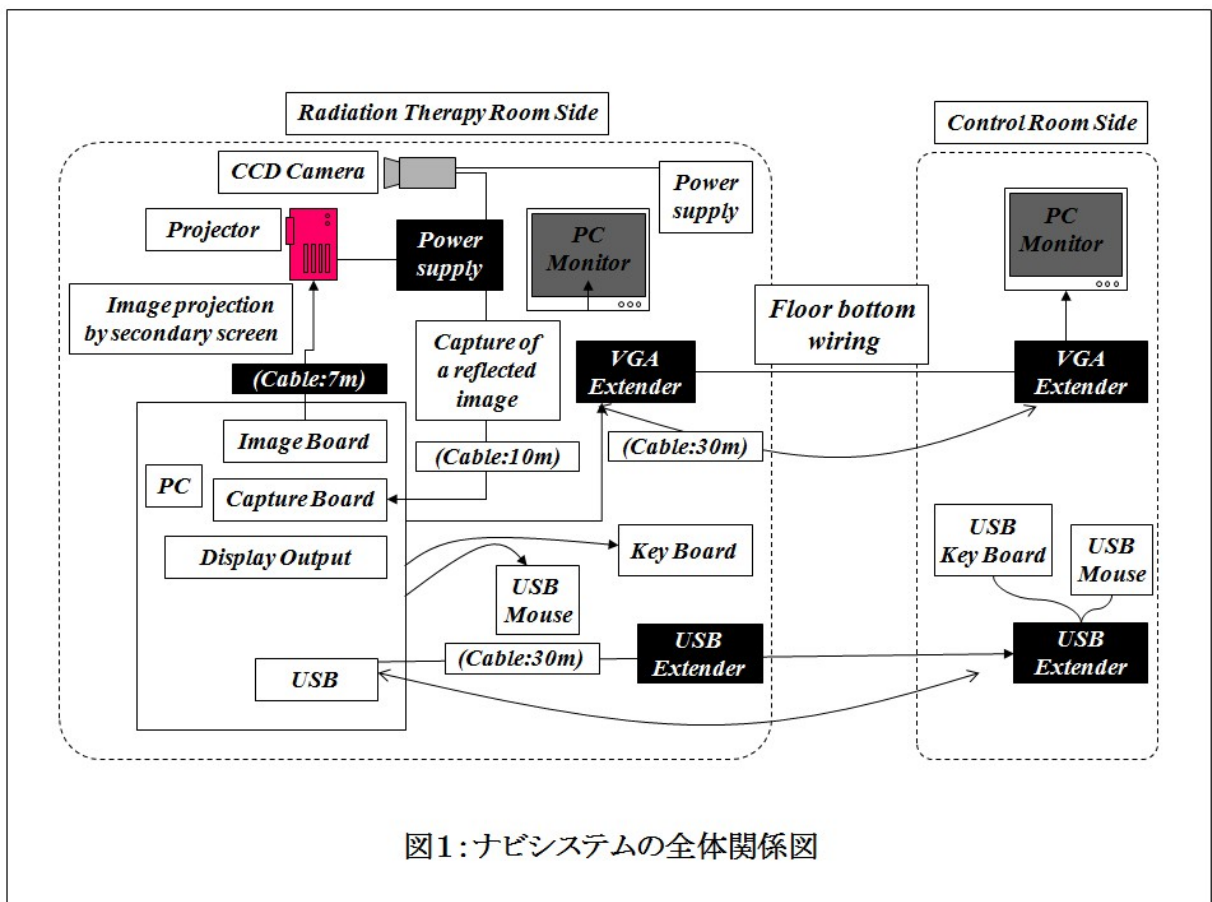 Radiation Therapy Room Side
Control Room Side
CCD Camera
Power
supply
Projector
Power
supply
PC
Monitor
PC
Monitor
Image projection
by secondary screen
Floor bottom
wiring
Capture of
a reflected
image
VGA
Extender
VGA
Extender
(Cable:7m)
Image Board
(Cable:10m)
(Cable:30m)
PC
Capture Board
Display Output
Key Board
USB
Key Board
USB
Mouse
USB
Mouse
(Cable:30m)
USB
Extender
USB
Extender
USB
図1:ナビシステムの全体関係図